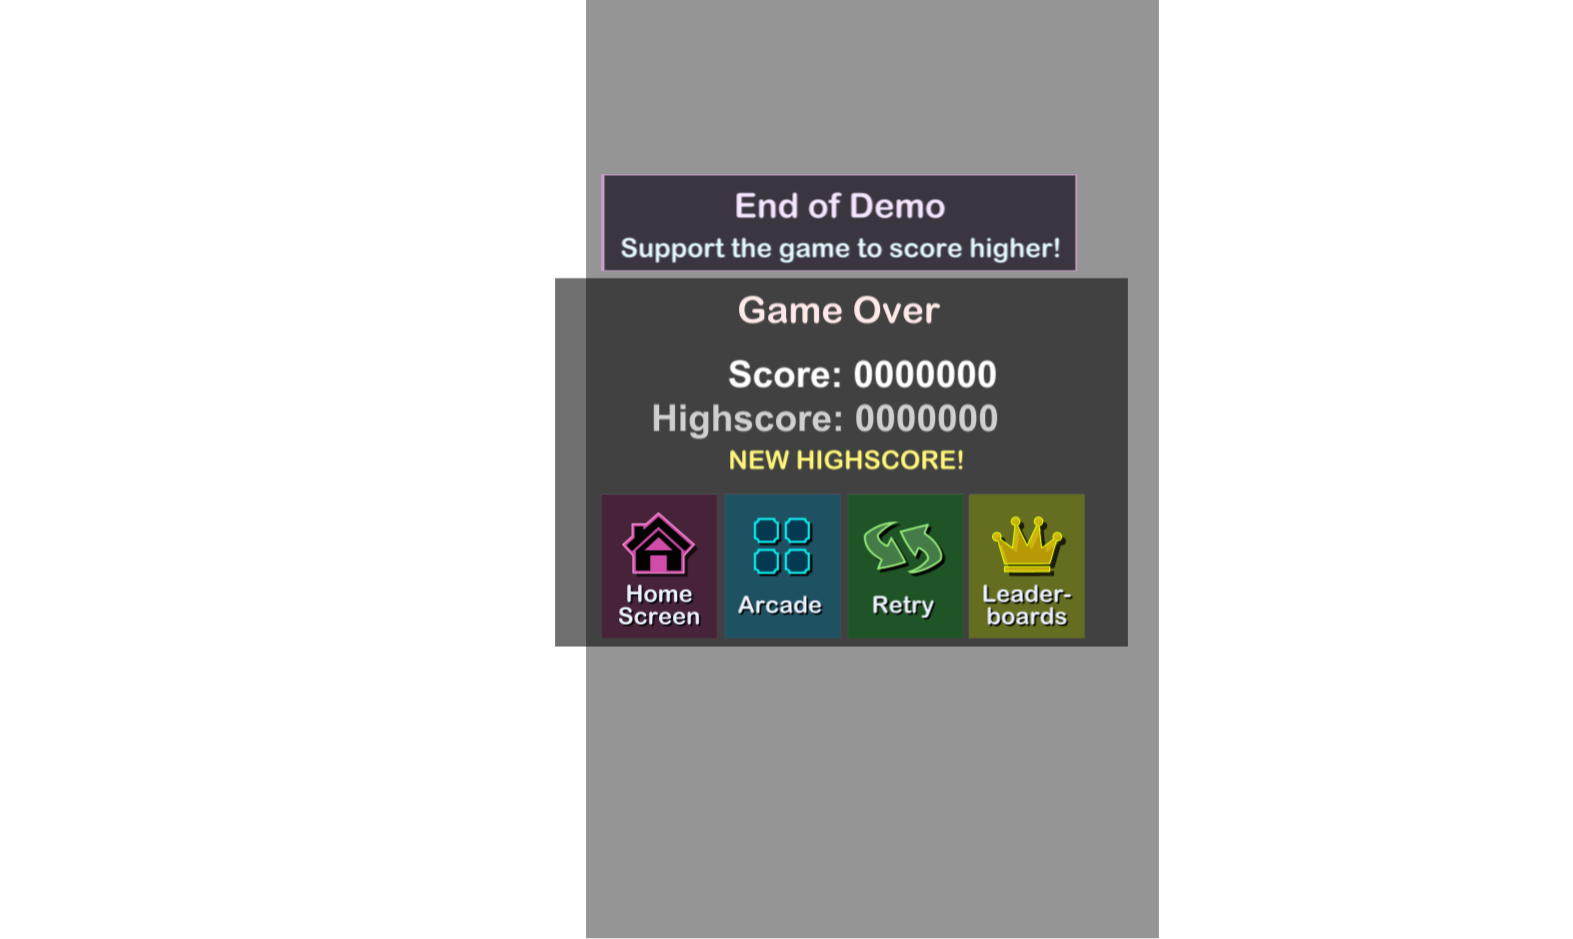 End of Demo
Support the game to score higher!
Game Over
Score: 0000000
Highscore: 0000000
NEW HIGHSCORE!
Home
Screen
Arcade
Retry
Leader-
boards